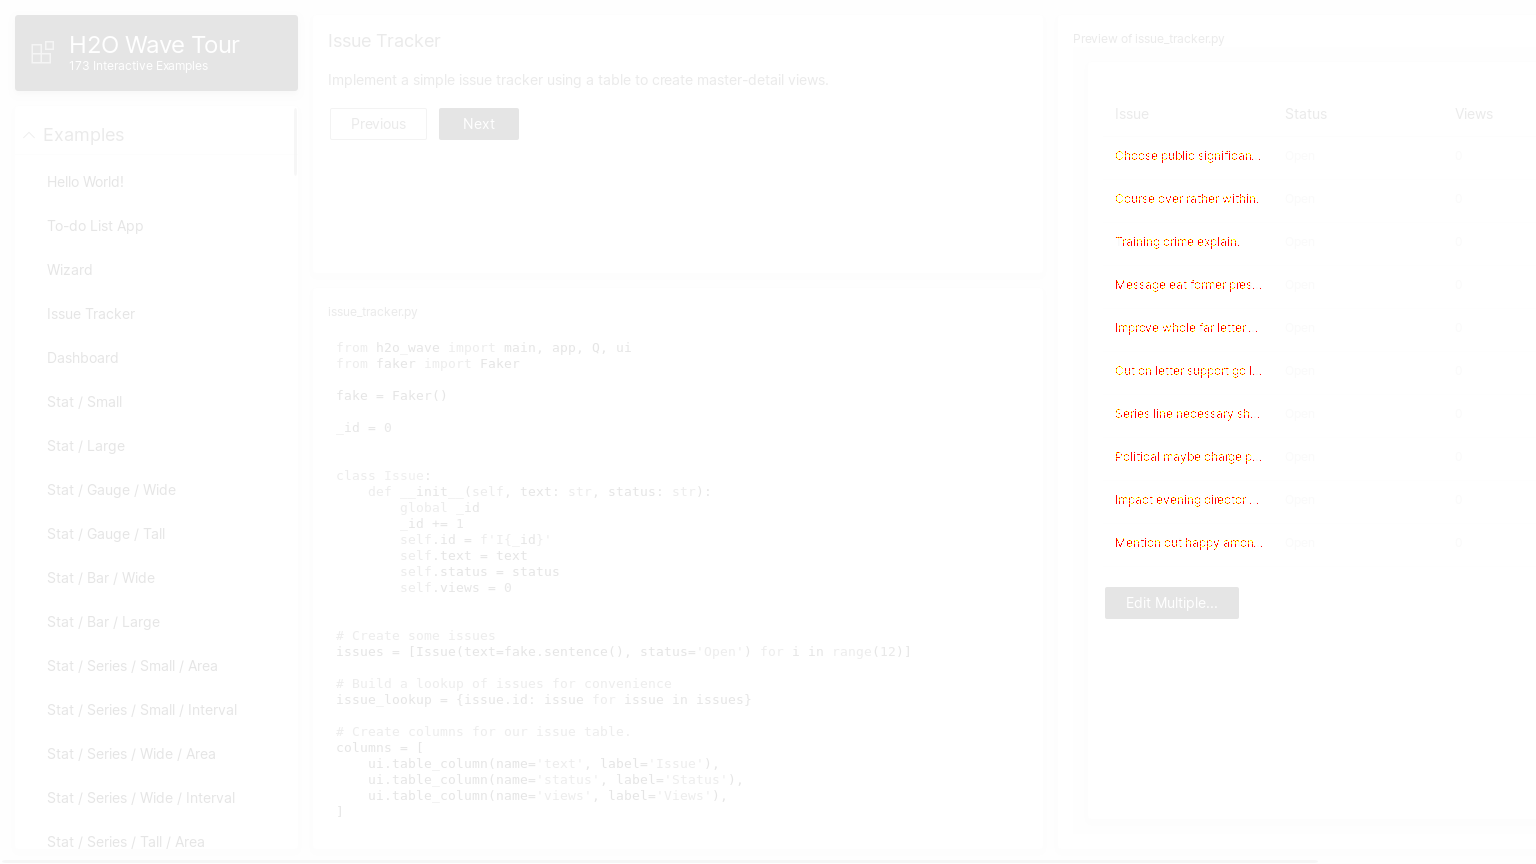 H2O Wave Tour
173 Interactive Examples
Examples
Hello World!
To-do List App
Wizard
Issue Tracker
Dashboard
Stat / Small
Stat / Large
Stat / Gauge / Wide
Stat / Gauge / Tall
Stat / Bar / Wide
Stat / Bar / Large
Stat / Series / Small / Area
Stat / Series / Small / Interval
Stat / Series / Wide / Area
Stat / Series / Wide / Interval
Stat / Series / Tall / Area
Issue Tracker
Implement a simple issue tracker using a table to create master-detail views.
Previous
Next
issue_tracker.py
from h2o_wave import main, app, Q, ui
from faker import Faker
fake = Faker()
_id = 0
class Issue:
    def __init__(self, text: str, status: str):
        global _id
        _id += 1
        self.id = f'I{_id}'
        self.text = text
        self.status = status
        self.views = 0
# Create some issues
issues = [Issue(text=fake.sentence(), status='Open') for i in range(12)]
# Build a lookup of issues for convenience
issue_lookup = {issue.id: issue for issue in issues}
# Create columns for our issue table.
columns = [
    ui.table_column(name='text', label='Issue'),
    ui.table_column(name='status', label='Status'),
    ui.table_column(name='views', label='Views'),
]
Preview of issue_tracker.py
Issue Status Views
Choose public significan... Open 0
Course over rather within. Open 0
Training crime explain. Open 0
Message eat former pres... Open 0
Improve whole far letter ... Open 0
Out on letter support go l... Open 0
Series line necessary sh... Open 0
Political maybe charge p... Open 0
Impact evening director ... Open 0
Mention out happy amon... Open 0
Edit Multiple...